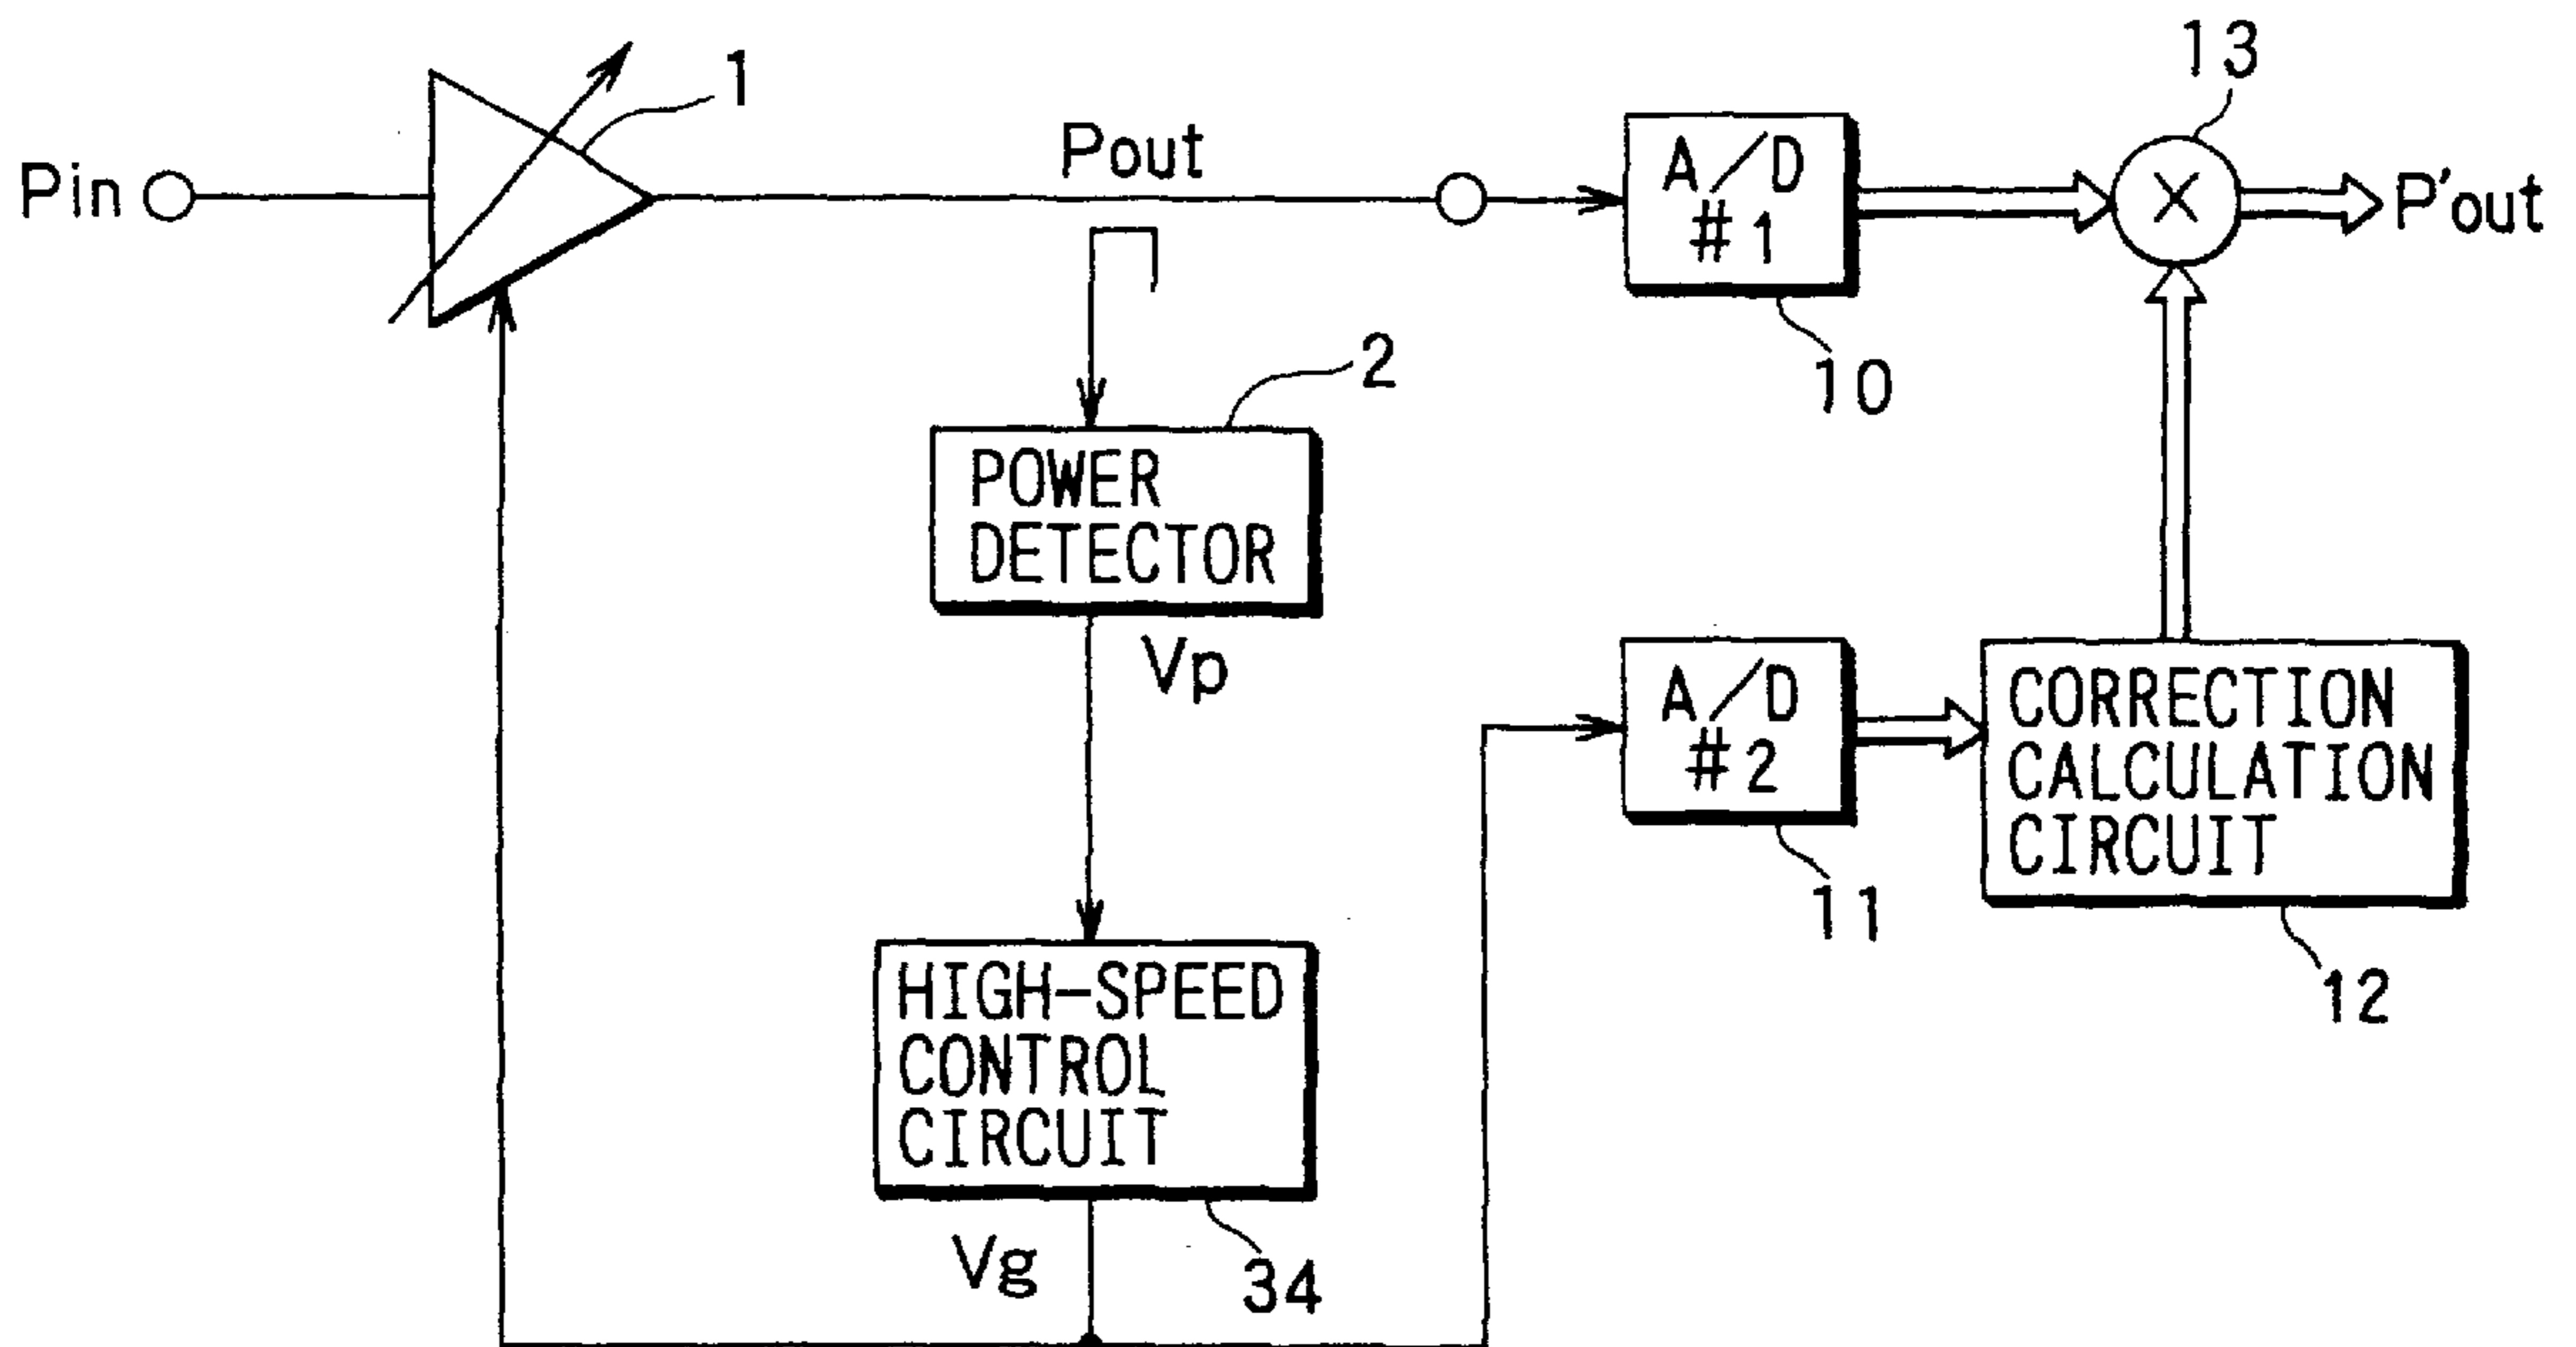 13
1
Pin
Pout
A/D
#1
×
P'out
10
2
POWER
DETECTOR
Vp
A/D
#2
11
CORRECTION
CALCULATION
CIRCUIT
12
HIGH-SPEED
CONTROL
CIRCUIT
Vg
34